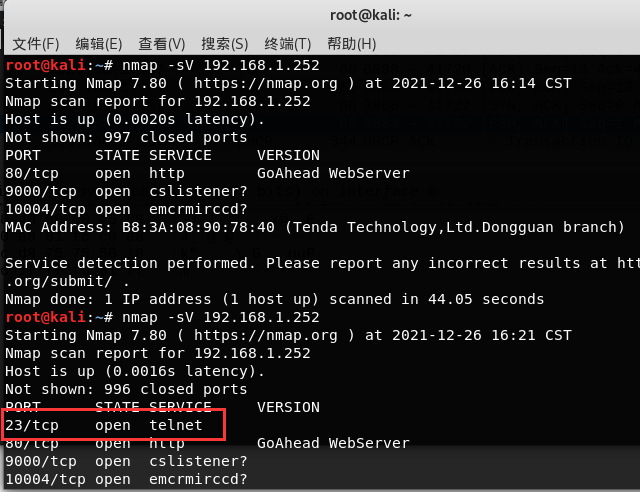 root@kali: ~
文件(F) 编辑(E) 查看(V) 搜索(S) 终端(T) 帮助(H)
root@kali:~# nmap -sV 192.168.1.252
Starting Nmap 7.80 ( https://nmap.org ) at 2021-12-26 16:14 CST
Nmap scan report for 192.168.1.252
Host is up (0.0020s latency).
Not shown: 997 closed ports
PORT STATE SERVICE VERSION
80/tcp open http GoAhead WebServer
9000/tcp open cslistener?
10004/tcp open emcrmirccd?
MAC Address: B8:3A:08:90:78:40 (Tenda Technology,Ltd.Dongguan branch)
Service detection performed. Please report any incorrect results at htt
.org/submit/ .
Nmap done: 1 IP address (1 host up) scanned in 44.05 seconds
root@kali:~# nmap -sV 192.168.1.252
Starting Nmap 7.80 ( https://nmap.org ) at 2021-12-26 16:21 CST
Nmap scan report for 192.168.1.252
Host is up (0.0016s latency).
Not shown: 996 closed ports
PORT STATE SERVICE VERSION
23/tcp open telnet
80/tcp open http GoAhead WebServer
9000/tcp open cslistener?
10004/tcp open emcrmirccd?